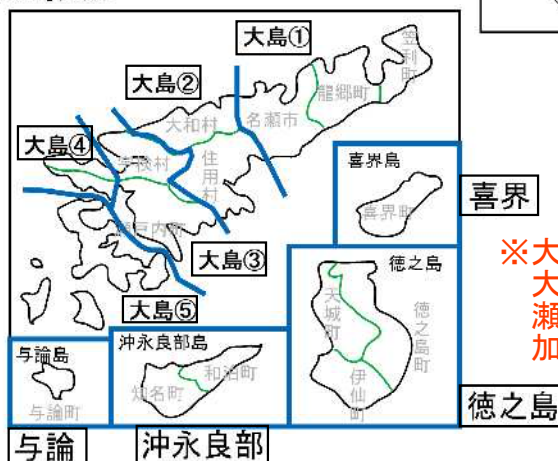 大島①
大島②
笠利町
龍郷町
大和村
名瀬市
大島④
宇検村
住用村
喜界島
喜界町
喜界
瀬戸内町
大島③
徳之島
大島⑤
天城町
徳之島町
伊仙町
※大
大
瀬
加
与論島
与論町
沖永良部島
和泊町
知名町
徳之島
与論
沖永良部